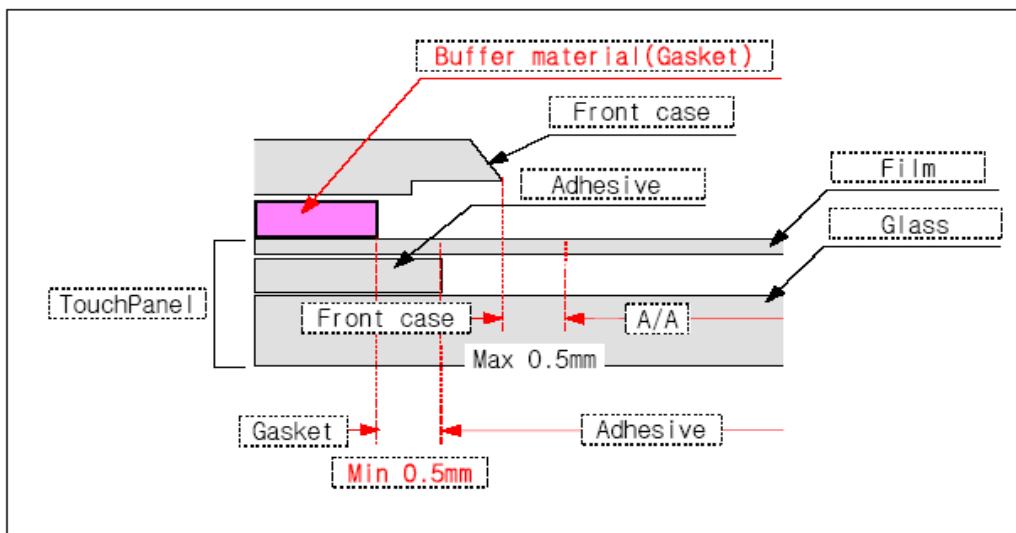 Buffer material(Gasket)
Front case
Adhesive
Film
Glass
TouchPanel
Front case
A/A
Max 0.5mm
Gasket
Adhesive
Min 0.5mm